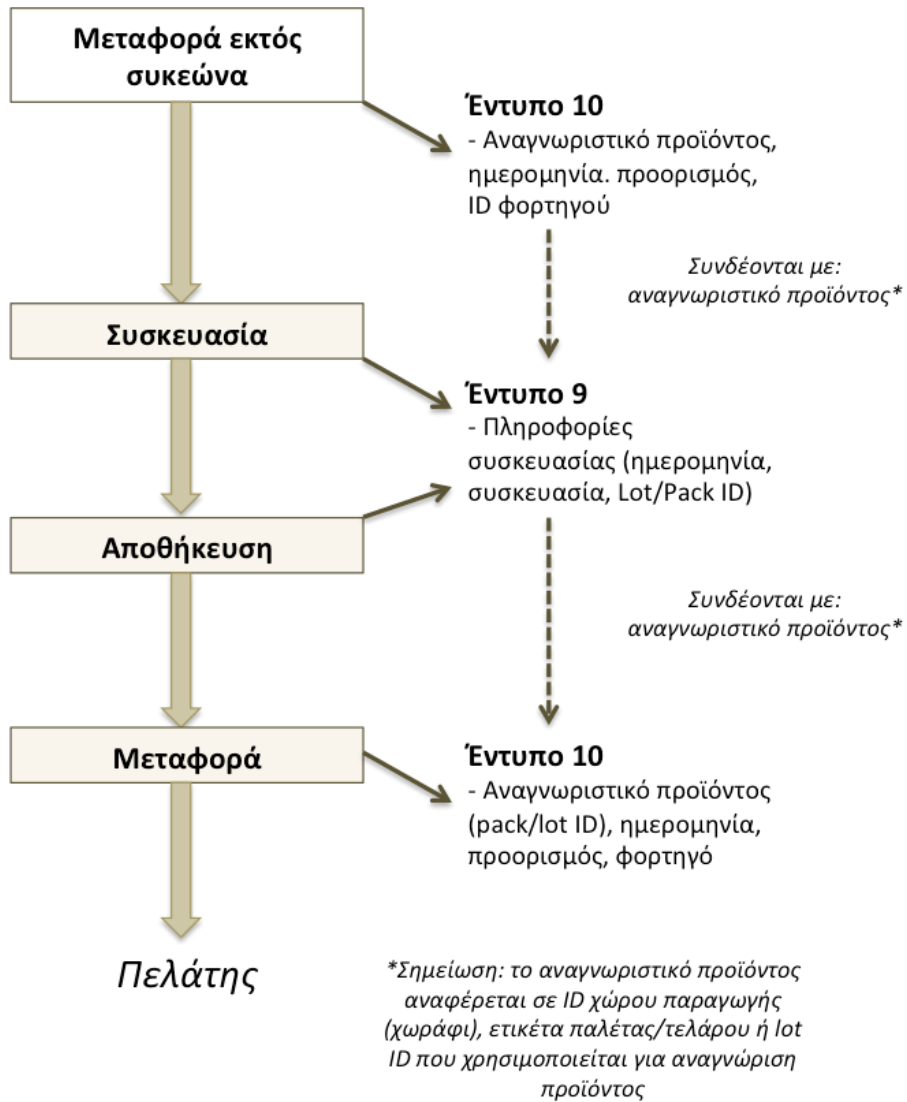 Μεταφορά εκτός
συκεώνα
Έντυπο 10
- Αναγνωριστικό προϊόντος,
ημερομηνία. προορισμός,
ID φορτηγού
Συνδέονται με:
αναγνωριστικό προϊόντος*
Συσκευασία
Έντυπο 9
- Πληροφορίες
συσκευασίας (ημερομηνία,
συσκευασία, Lot/Pack ID)
Αποθήκευση
Συνδέονται με:
αναγνωριστικό προϊόντος*
Μεταφορά
Έντυπο 10
- Αναγνωριστικό προϊόντος
(pack/lot ID), ημερομηνία,
προορισμός, φορτηγό
Πελάτης
*Σημείωση: το αναγνωριστικό προϊόντος
αναφέρεται σε ID χώρου παραγωγής
(χωράφι), ετικέτα παλέτας/τελάρου ή lot
ID που χρησιμοποιείται για αναγνώριση
προϊόντος